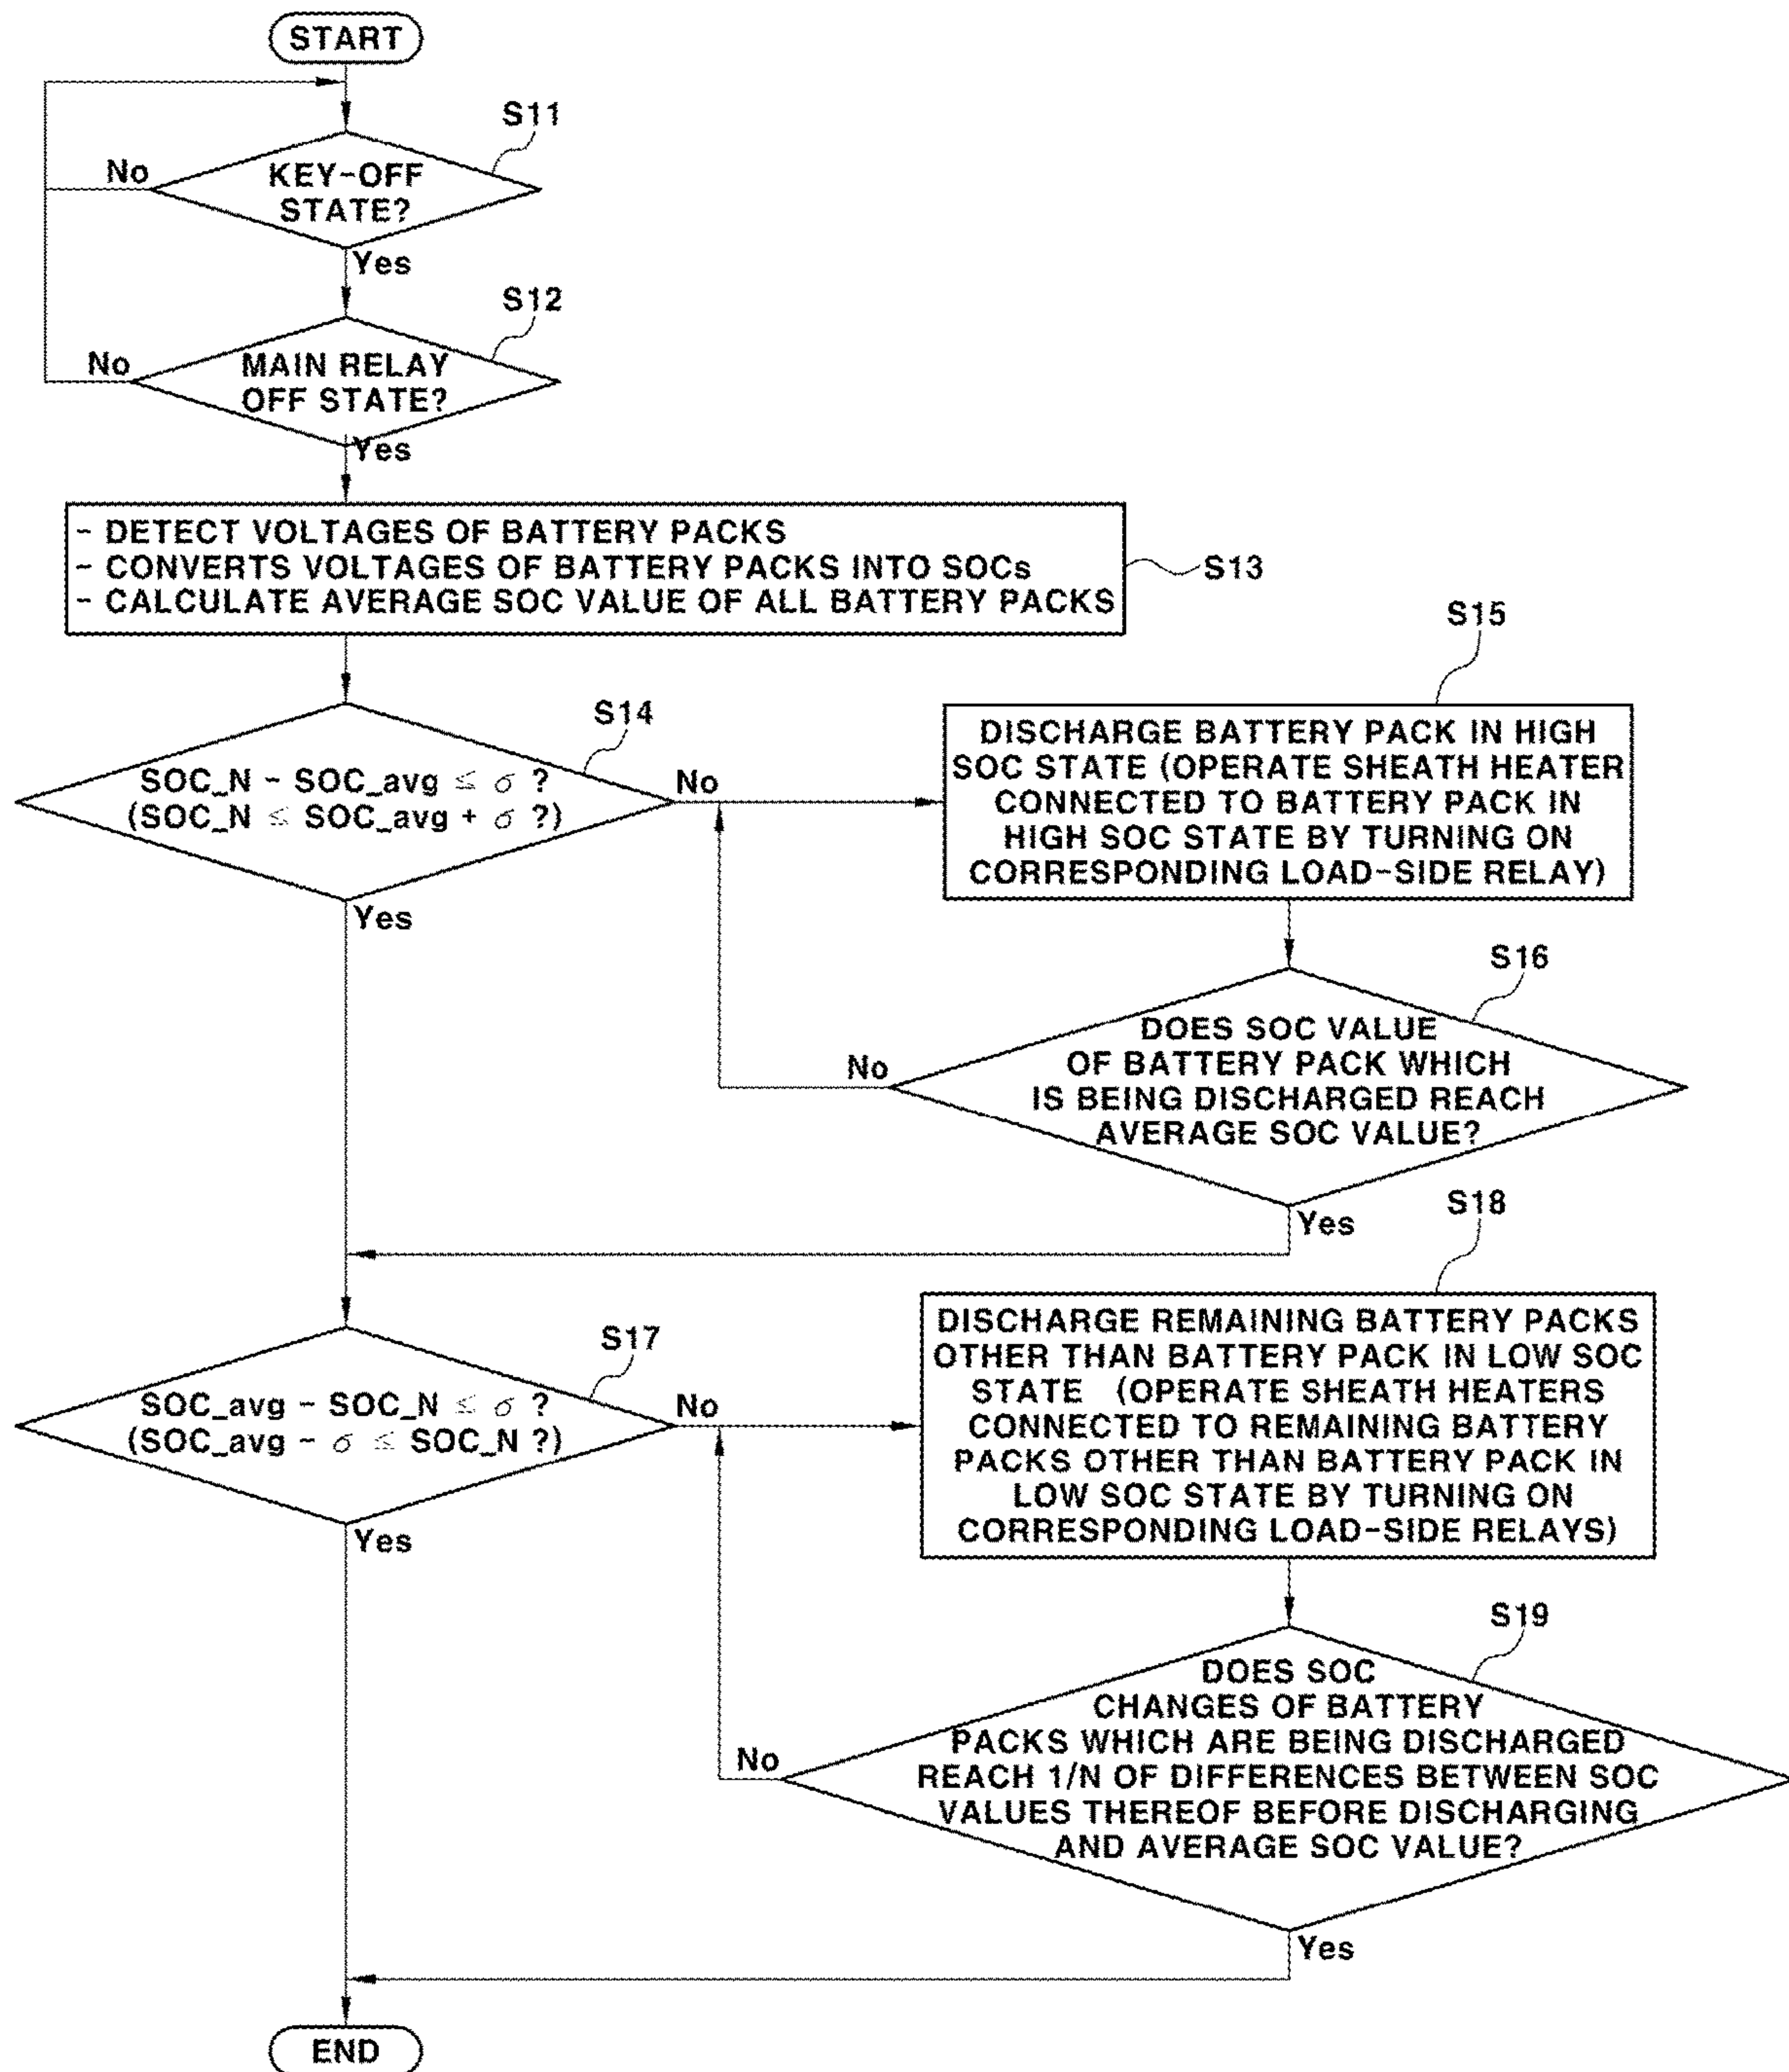 START
S11
No
KEY-OFF
STATE?
Yes
S12
No
MAIN RELAY
OFF STATE?
Yes
- DETECT VOLTAGES OF BATTERY PACKS
- CONVERTS VOLTAGES OF BATTERY PACKS INTO SOCs
- CALCULATE AVERAGE SOC VALUE OF ALL BATTERY PACKS
S13
S14
SOC_N - SOC_avg ≤ σ ?
(SOC_N ≤ SOC_avg + σ ?)
No
Yes
S15
DISCHARGE BATTERY PACK IN HIGH
SOC STATE (OPERATE SHEATH HEATER
CONNECTED TO BATTERY PACK IN
HIGH SOC STATE BY TURNING ON
CORRESPONDING LOAD-SIDE RELAY)
S16
DOES SOC VALUE
OF BATTERY PACK WHICH
IS BEING DISCHARGED REACH
AVERAGE SOC VALUE?
No
Yes
S17
SOC_avg - SOC_N ≤ σ ?
(SOC_avg - σ ≤ SOC_N ?)
No
Yes
S18
DISCHARGE REMAINING BATTERY PACKS
OTHER THAN BATTERY PACK IN LOW SOC
STATE (OPERATE SHEATH HEATERS
CONNECTED TO REMAINING BATTERY
PACKS OTHER THAN BATTERY PACK IN
LOW SOC STATE BY TURNING ON
CORRESPONDING LOAD-SIDE RELAYS)
S19
DOES SOC
CHANGES OF BATTERY
PACKS WHICH ARE BEING DISCHARGED
REACH 1/N OF DIFFERENCES BETWEEN SOC
VALUES THEREOF BEFORE DISCHARGING
AND AVERAGE SOC VALUE?
No
Yes
END